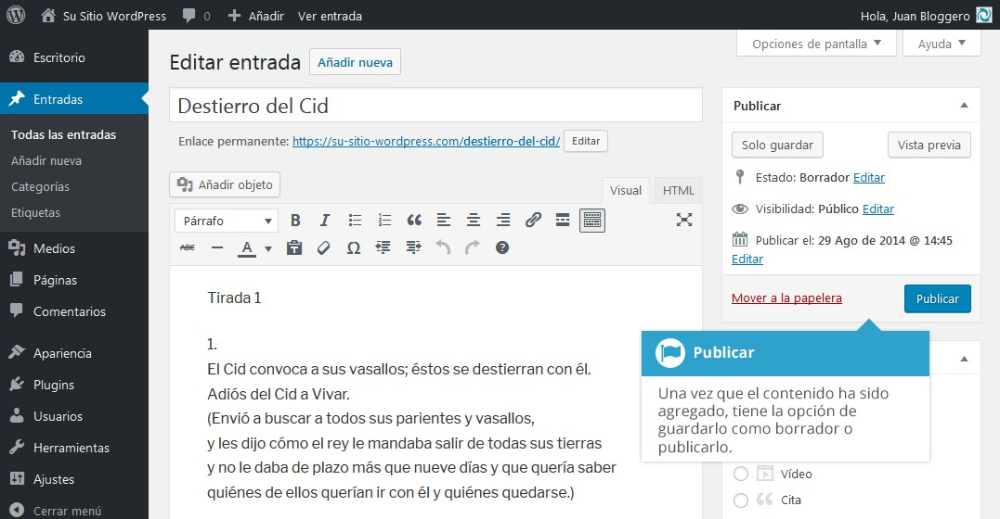 Su Sitio WordPress 0 Añadir Ver entrada Hola, Juan Bloggero
Opciones de pantalla Ayuda
Escritorio
Entradas
Todas las entradas
Añadir nueva
Categorías
Etiquetas
Medios
Páginas
Comentarios
Apariencia
Plugins
Usuarios
Herramientas
Ajustes
Cerrar menú
Editar entrada Añadir nueva
Destierro del Cid
Enlace permanente: https://su-sitio-wordpress.com/destierro-del-cid/ Editar
Añadir objeto
Visual HTML
Párrafo
ABE
Tirada 1
1.
El Cid convoca a sus vasallos; éstos se destierran con él.
Adiós del Cid a Vivar.
(Envió a buscar a todos sus parientes y vasallos,
y les dijo cómo el rey le mandaba salir de todas sus tierras
y no le daba de plazo más que nueve días y que quería saber
quiénes de ellos querían ir con él y quiénes quedarse.)
Publicar
Solo guardar Vista previa
Estado: Borrador Editar
Visibilidad: Público Editar
Publicar el: 29 Ago de 2014 @ 14:45
Editar
Mover a la papelera Publicar
Publicar
Una vez que el contenido ha sido
agregado, tiene la opción de
guardarlo como borrador o
publicarlo.
Vídeo
Cita